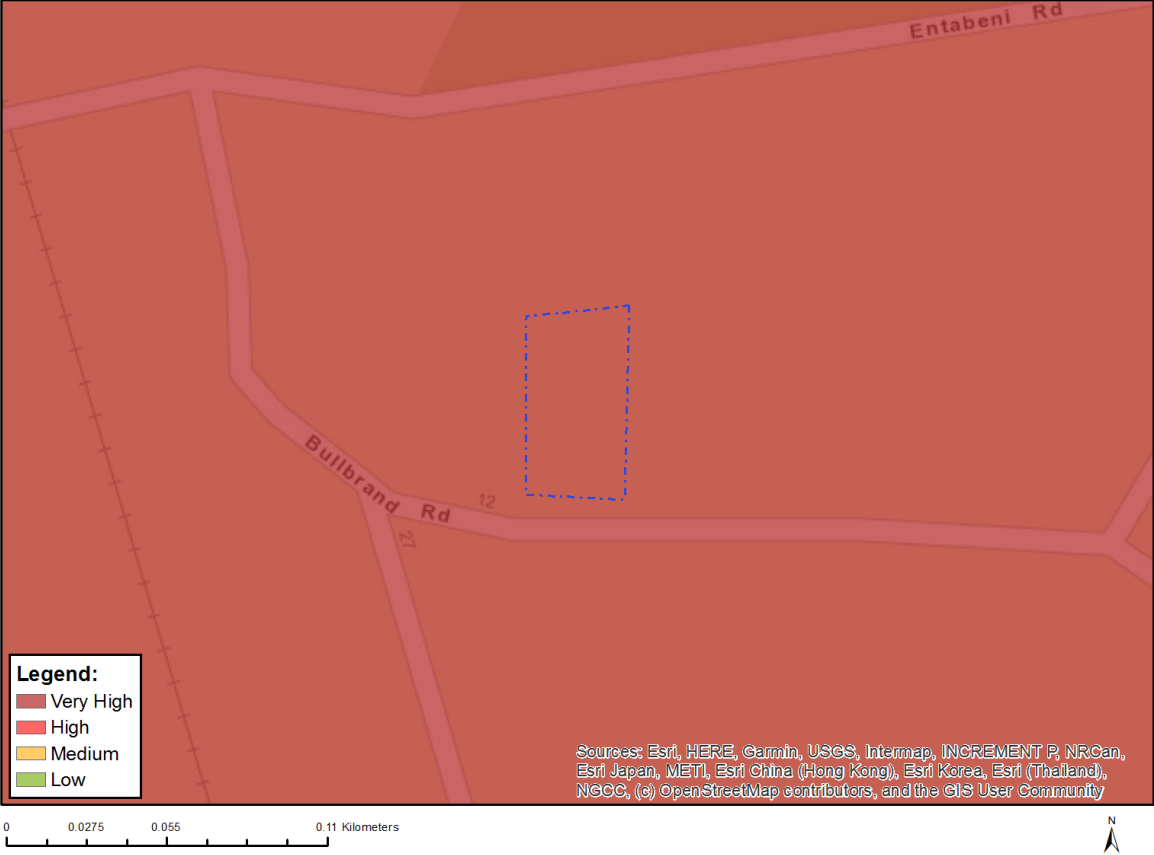 Entabeni Rd
Bullbrand Rd
12
27
Legend:
Very High
High
Medium
Low
Sources: Esri, HERE, Garmin, USGS, Intermap, INCREMENT P, NRCan,
Esri Japan, METI, Esri China (Hong Kong), Esri Korea, Esri (Thailand),
NGCC, (c) OpenStreetMap contributors, and the GIS User Community
0 0.0275 0.055 0.11 Kilometers
N